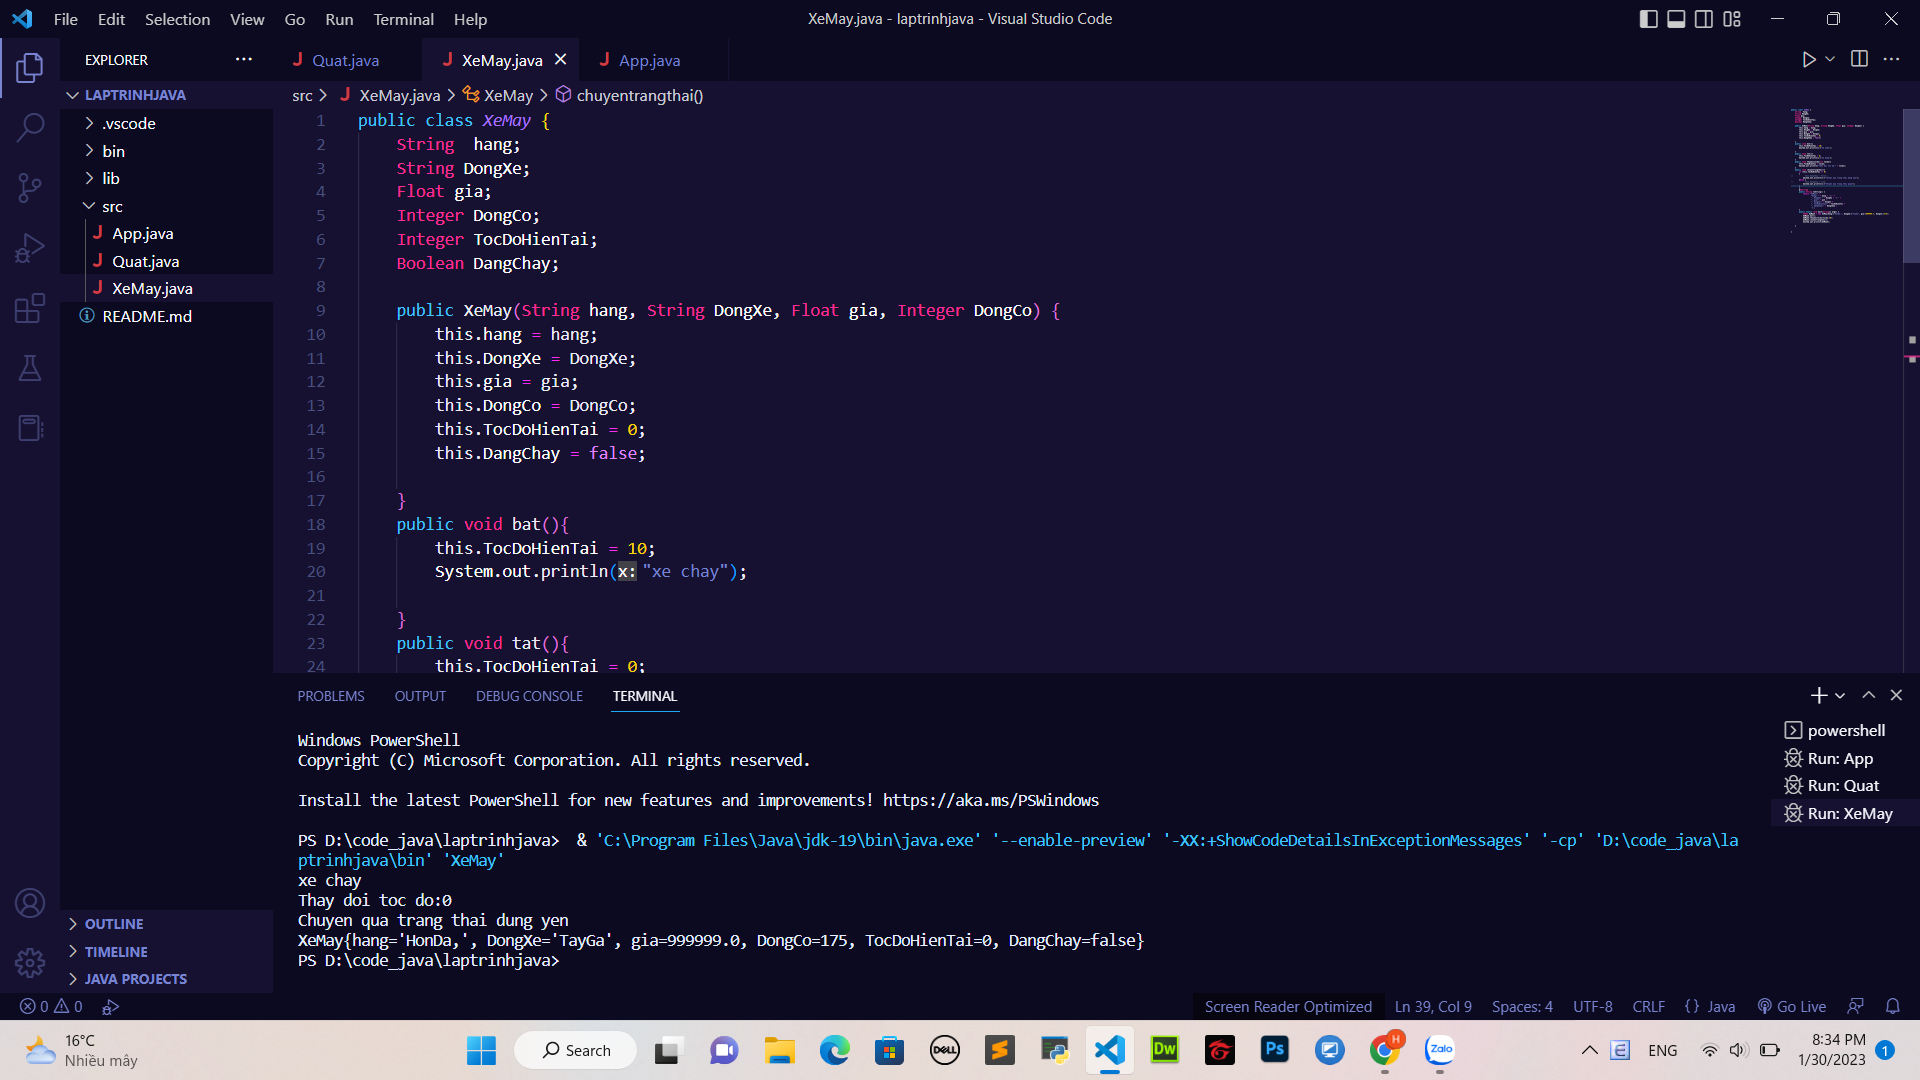 File Edit Selection View Go Run Terminal Help
XeMay.java - laptrinhjava - Visual Studio Code
EXPLORER
LAPTRINHJAVA
.vscode
bin
lib
src
App.java
Quat.java
XeMay.java
README.md
OUTLINE
TIMELINE
JAVA PROJECTS
Quat.java XeMay.java App.java
src > XeMay.java > XeMay > chuyentrangthai()
1 public class XeMay {
2 String  hang;
3 String DongXe;
4 Float gia;
5 Integer DongCo;
6 Integer TocDoHienTai;
7 Boolean DangChay;
8
9 public XeMay(String hang, String DongXe, Float gia, Integer DongCo) {
10 this.hang = hang;
11 this.DongXe = DongXe;
12 this.gia = gia;
13 this.DongCo = DongCo;
14 this.TocDoHienTai = 0;
15 this.DangChay = false;
16
17 }
18 public void bat(){
19 this.TocDoHienTai = 10;
20 System.out.println(x: "xe chay");
21
22 }
23 public void tat(){
24 this.TocDoHienTai = 0;
PROBLEMS OUTPUT DEBUG CONSOLE TERMINAL
Windows PowerShell
Copyright (C) Microsoft Corporation. All rights reserved.
Install the latest PowerShell for new features and improvements! https://aka.ms/PSWindows
PS D:\code_java\laptrinhjava>  & 'C:\Program Files\Java\jdk-19\bin\java.exe' '--enable-preview' '-XX:+ShowCodeDetailsInExceptionMessages' '-cp' 'D:\code_java\la
ptrinhjava\bin' 'XeMay'
xe chay
Thay doi toc do:0
Chuyen qua trang thai dung yen
XeMay{hang='HonDa,', DongXe='TayGa', gia=999999.0, DongCo=175, TocDoHienTai=0, DangChay=false}
PS D:\code_java\laptrinhjava>
powershell
Run: App
Run: Quat
Run: XeMay
0 0
Screen Reader Optimized Ln 39, Col 9 Spaces: 4 UTF-8 CRLF {} Java Go Live
16°C
Nhiều mây
Search
DELL
Dw
Ps
H
Zalo
E
ENG
8:34 PM
1/30/2023
1